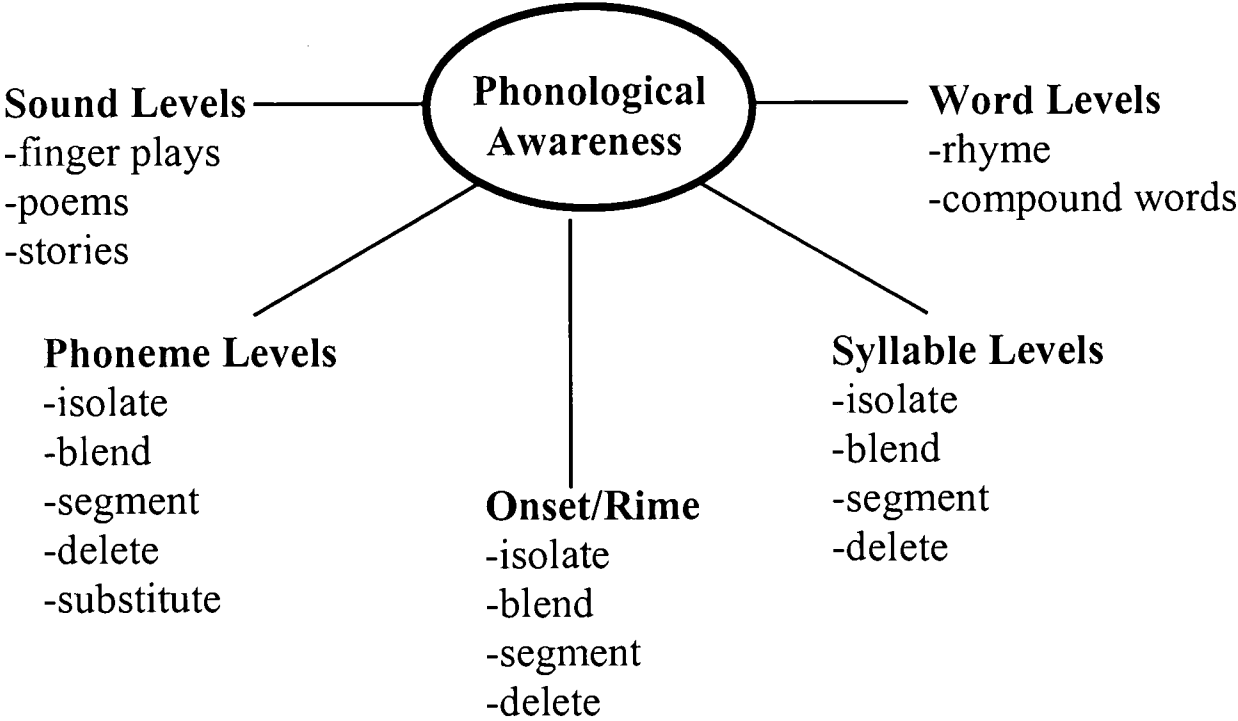 Phonological
Awareness
Sound Levels
-finger plays
-poems
-stories
Word Levels
-rhyme
-compound words
Phoneme Levels
-isolate
-blend
-segment
-delete
-substitute
Onset/Rime
-isolate
-blend
-segment
-delete
Syllable Levels
-isolate
-blend
-segment
-delete